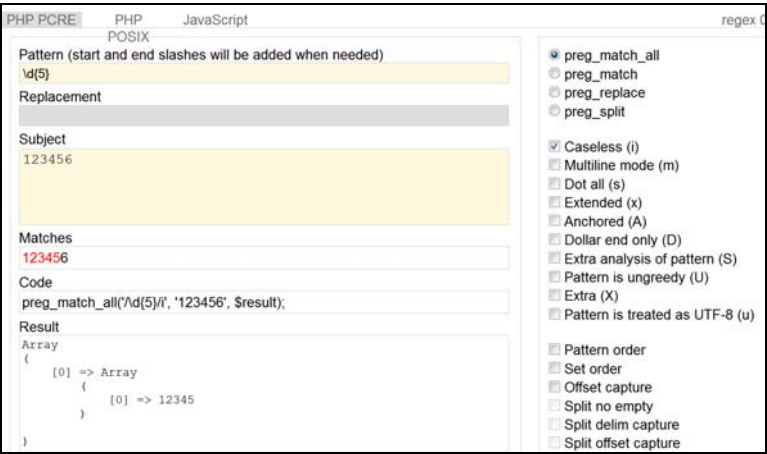 PHP PCRE PHP POSIX JavaScript regex
Pattern (start and end slashes will be added when needed)
\d{5}
Replacement
Subject
123456
Matches
123456
Code
preg_match_all('/\d{5}/i', '123456', $result);
Result
Array
(
[0] => Array
(
[0] => 12345
)
)
preg_match_all
preg_match
preg_replace
preg_split
Caseless (i)
Multiline mode (m)
Dot all (s)
Extended (x)
Anchored (A)
Dollar end only (D)
Extra analysis of pattern (S)
Pattern is ungreedy (U)
Extra (X)
Pattern is treated as UTF-8 (u)
Pattern order
Set order
Offset capture
Split no empty
Split delim capture
Split offset capture